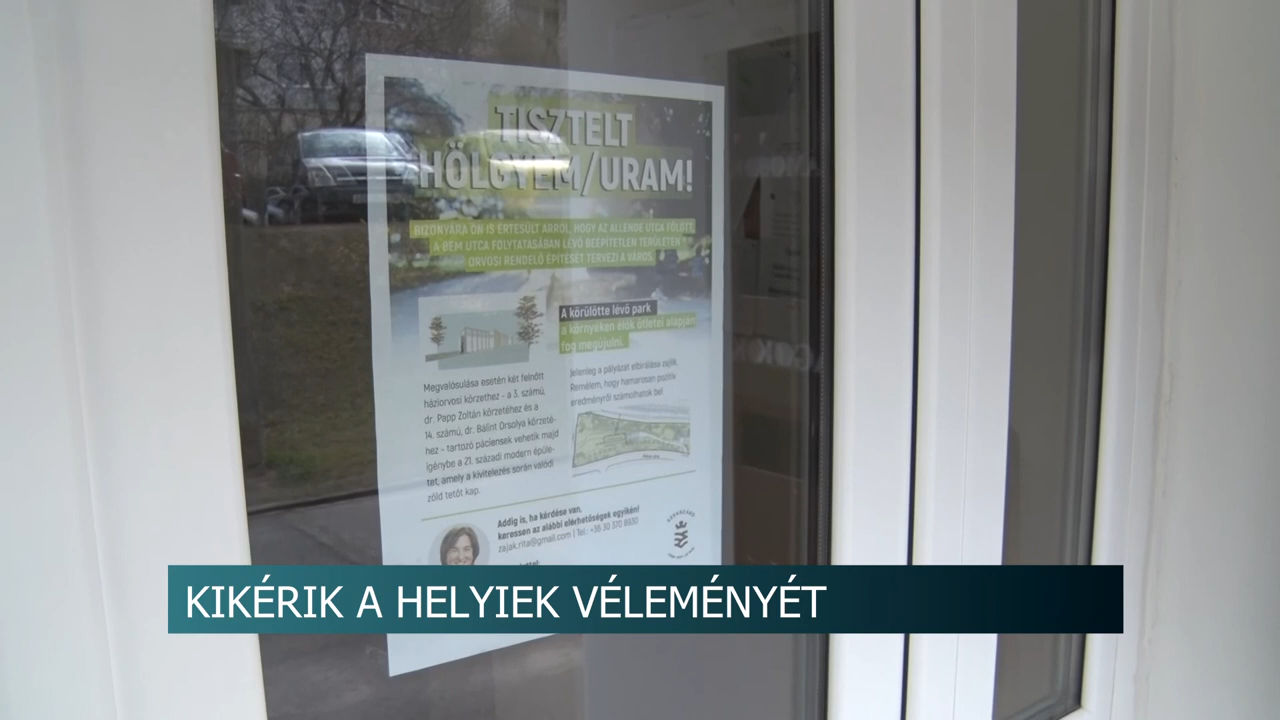 TISZTELT
HÖLGYEM/URAM!
BIZONYÁRA ÖN IS ÉRTESÜLT ARRÓL, HOGY AZ ALLENDE UTCA FÖLÖTT,
A BEM UTCA FOLYTATÁSÁBAN LÉVŐ BEÉPÍTETLEN TERÜLETEN
ORVOSI RENDELŐ ÉPÍTÉSÉT TERVEZI A VÁROS.
A körülötte lévő park
a környéken élők ötletei alapján
fog megújulni.
Megvalósulása esetén két felnőtt
háziorvosi körzethez - a 3. számú,
dr. Papp Zoltán körzetéhez és a
14. számú, dr. Bálint Orsolya körzeté-
hez - tartozó páciensek vehetik majd
igénybe a 21. századi modern épüle-
tet, amely a kivitelezés során valódi
zöld tetőt kap.
Jelenleg a pályázat elbírálása zajlik.
Remélem, hogy hamarosan pozitív
eredményről számolhatok be!
Addig is, ha kérdése van,
keressen az alábbi elérhetőségek egyikén!
zajak.rita@gmail.com | Tel.: +36 30 370 8930
KIKÉRIK A HELYIEK VÉLEMÉNYÉT